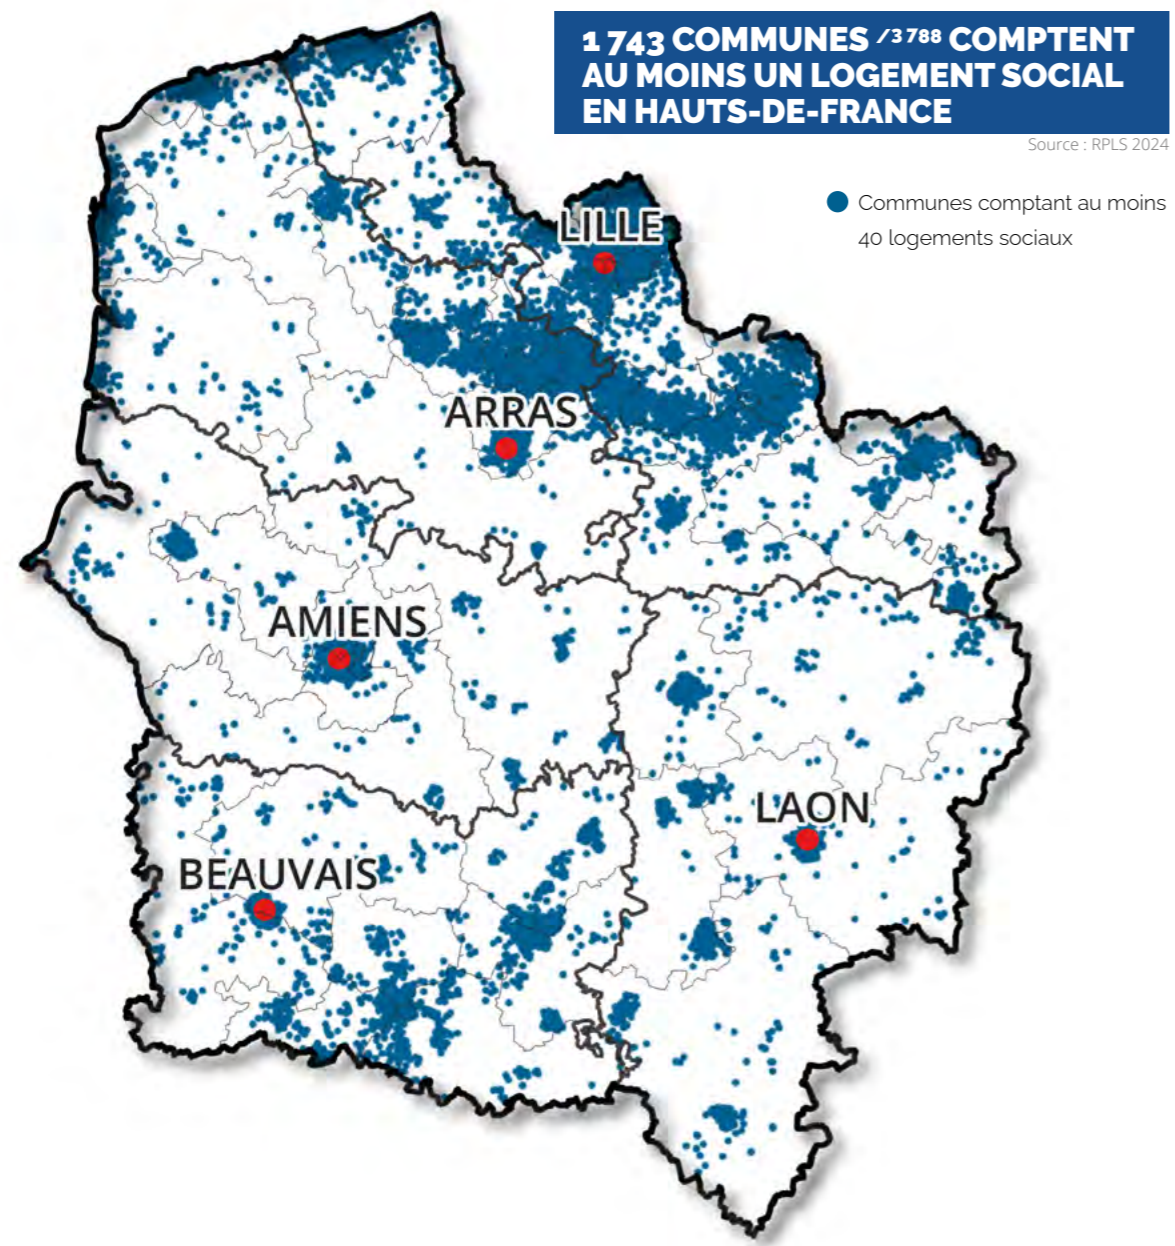 1 743 COMMUNES /3 788 COMPTENT
AU MOINS UN LOGEMENT SOCIAL
EN HAUTS-DE-FRANCE
Source : RPLS 2024
Communes comptant au moins
40 logements sociaux
LILLE
ARRAS
AMIENS
LAON
BEAUVAIS